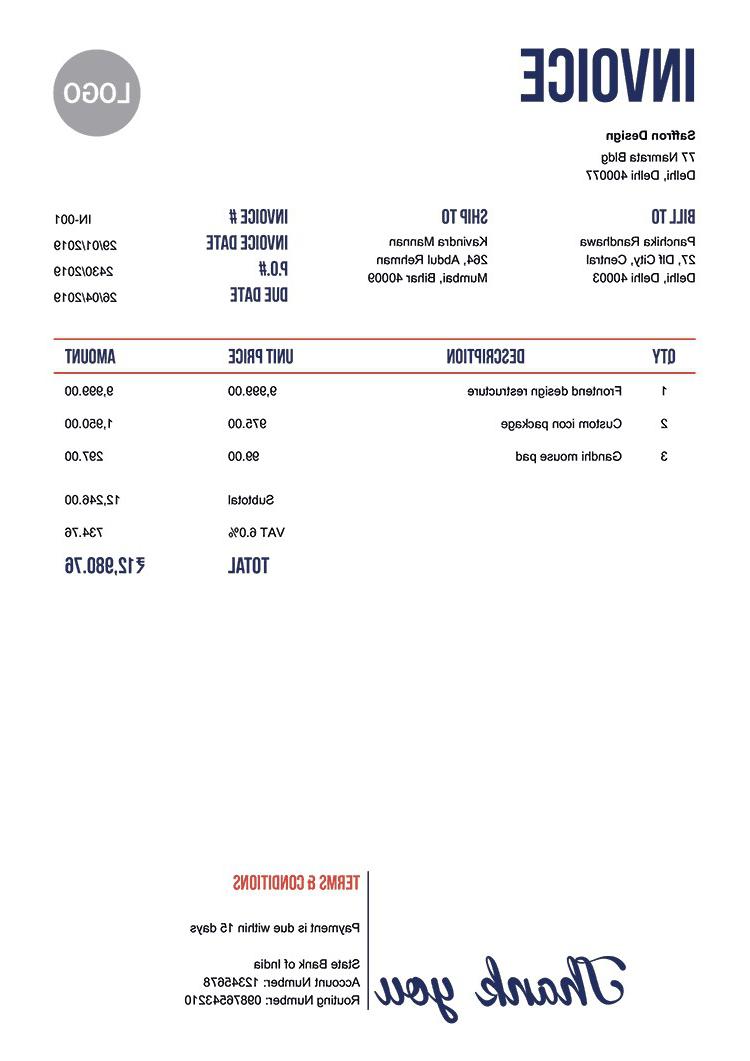 INVOICE
LOGO
Saffron Design
77 Namrata Bldg
Delhi, Delhi 400077
BILL TO
Panchika Randhawa
27, Dlf City, Central
Delhi, Delhi 40003
SHIP TO
Kavindra Mannan
264, Abdul Rehman
Mumbai, Bihar 40009
INVOICE # IN-001
INVOICE DATE 29/01/2019
P.O.# 2430/2019
DUE DATE 26/04/2019
QTY DESCRIPTION UNIT PRICE AMOUNT
1 Frontend design restructure 9,999.00 9,999.00
2 Custom icon package 975.00 1,950.00
3 Gandhi mouse pad 99.00 297.00
Subtotal 12,246.00
VAT 6.0% 734.76
TOTAL ₹12,980.76
Thank you
TERMS & CONDITIONS
Payment is due within 15 days
State Bank of India
Account Number: 12345678
Routing Number: 09876543210